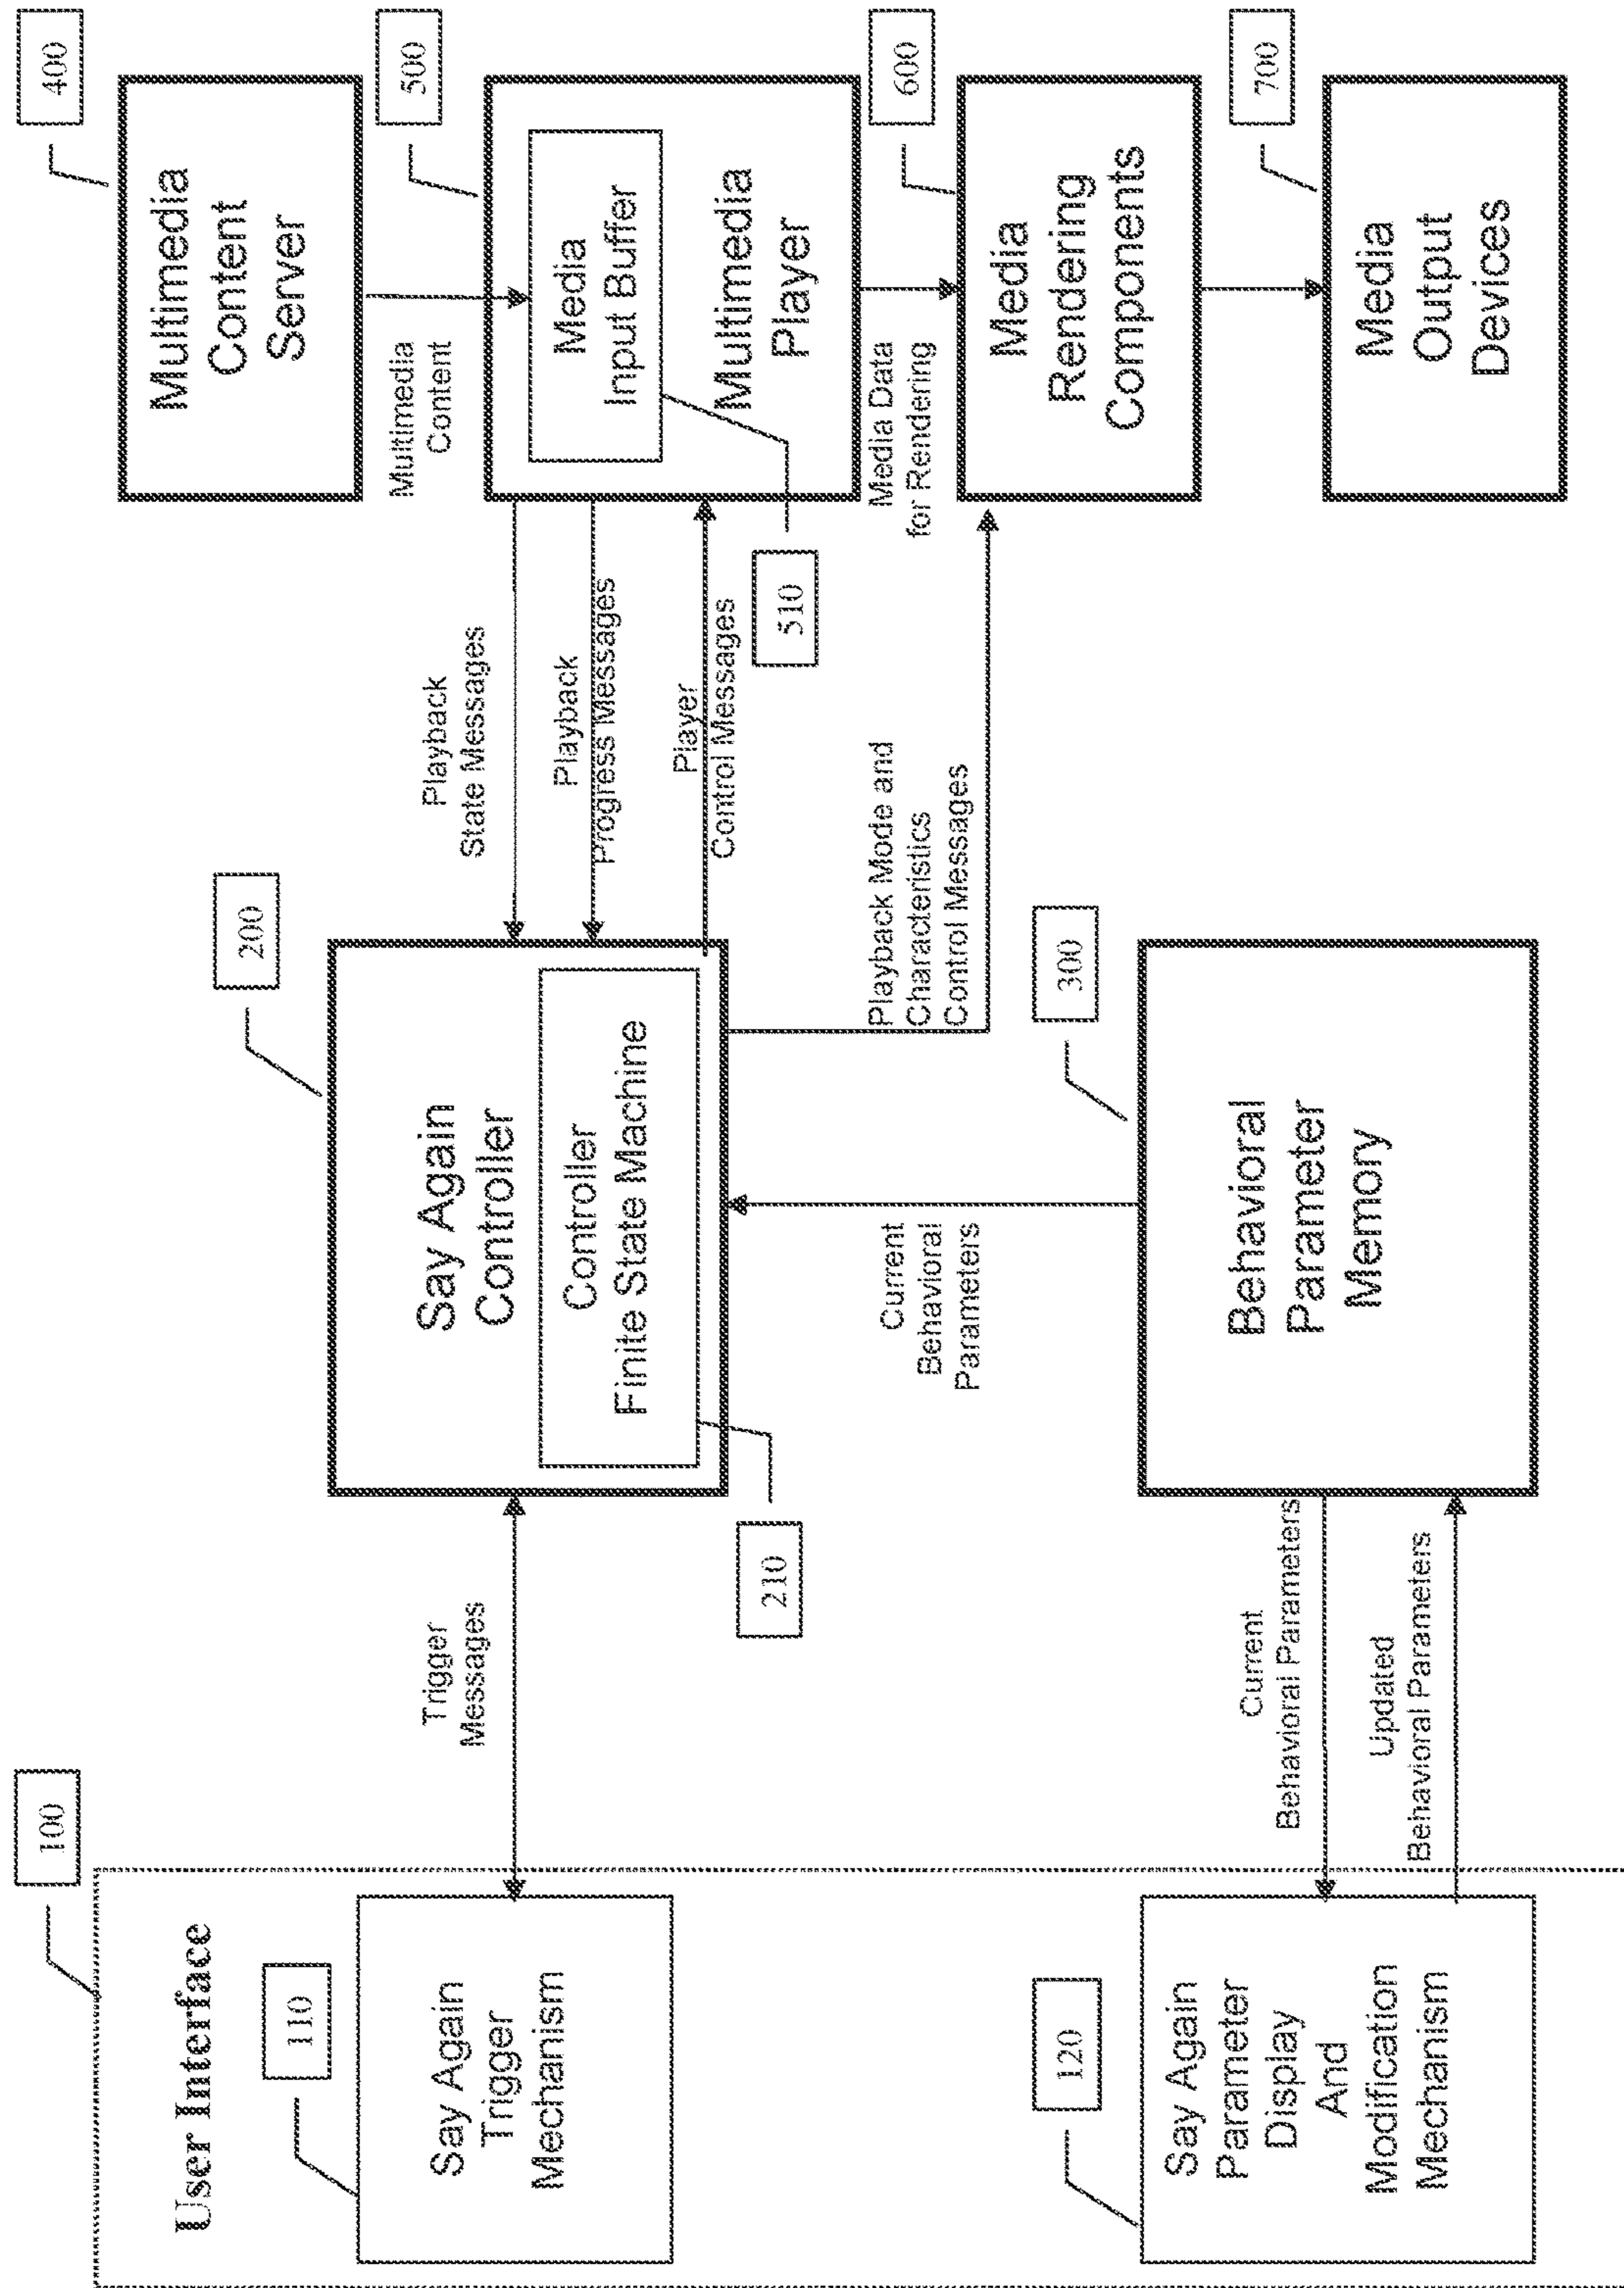 100
User Interface
110
Say Again
Trigger
Mechanism
120
Say Again
Parameter
Display
And
Modification
Mechanism
Trigger
Messages
Current
Behavioral Parameters
Updated
Behavioral Parameters
200
Say Again
Controller
Controller
Finite State Machine
210
Current
Behavioral
Parameters
300
Behavioral
Parameter
Memory
Playback
State Messages
Playback
Progress Messages
Player
Control Messages
Playback Mode and
Characteristics
Control Messages
400
Multimedia
Content
Server
Multimedia
Content
500
Media
Input Buffer
Multimedia
Player
510
Media Data
for Rendering
600
Media
Rendering
Components
700
Media
Output
Devices